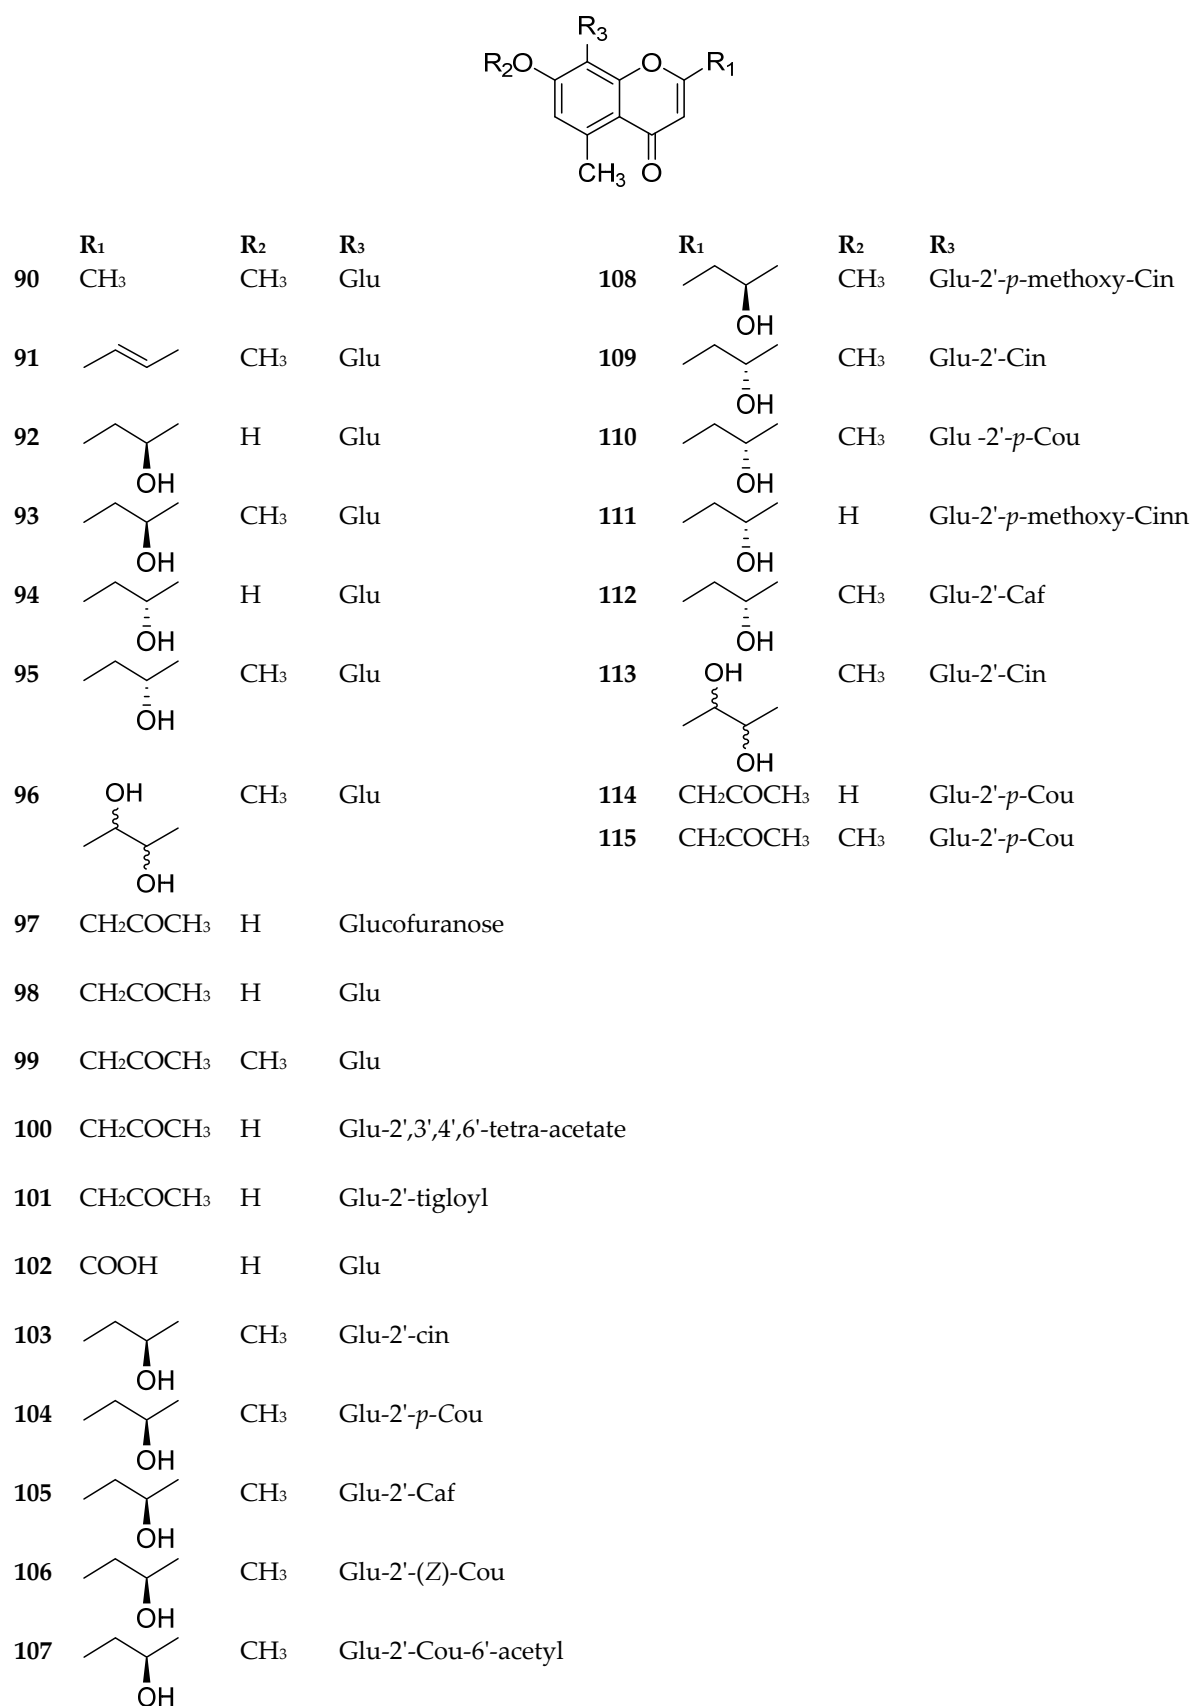 R3
R2O O R1
CH3 O
R1 R2 R3 R1 R2 R3
90 CH3 CH3 Glu 108 OH CH3 Glu-2'-p-methoxy-Cin
91 CH3 Glu 109 OH CH3 Glu-2'-Cin
92 OH H Glu 110 OH CH3 Glu -2'-p-Cou
93 OH CH3 Glu 111 OH H Glu-2'-p-methoxy-Cinn
94 OH H Glu 112 OH CH3 Glu-2'-Caf
95 OH CH3 Glu 113 OH OH CH3 Glu-2'-Cin
96 OH OH CH3 Glu 114 CH2COCH3 H Glu-2'-p-Cou
115 CH2COCH3 CH3 Glu-2'-p-Cou
97 CH2COCH3 H Glucofuranose
98 CH2COCH3 H Glu
99 CH2COCH3 CH3 Glu
100 CH2COCH3 H Glu-2',3',4',6'-tetra-acetate
101 CH2COCH3 H Glu-2'-tigloyl
102 COOH H Glu
103 OH CH3 Glu-2'-cin
104 OH CH3 Glu-2'-p-Cou
105 OH CH3 Glu-2'-Caf
106 OH CH3 Glu-2'-(Z)-Cou
107 OH CH3 Glu-2'-Cou-6'-acetyl